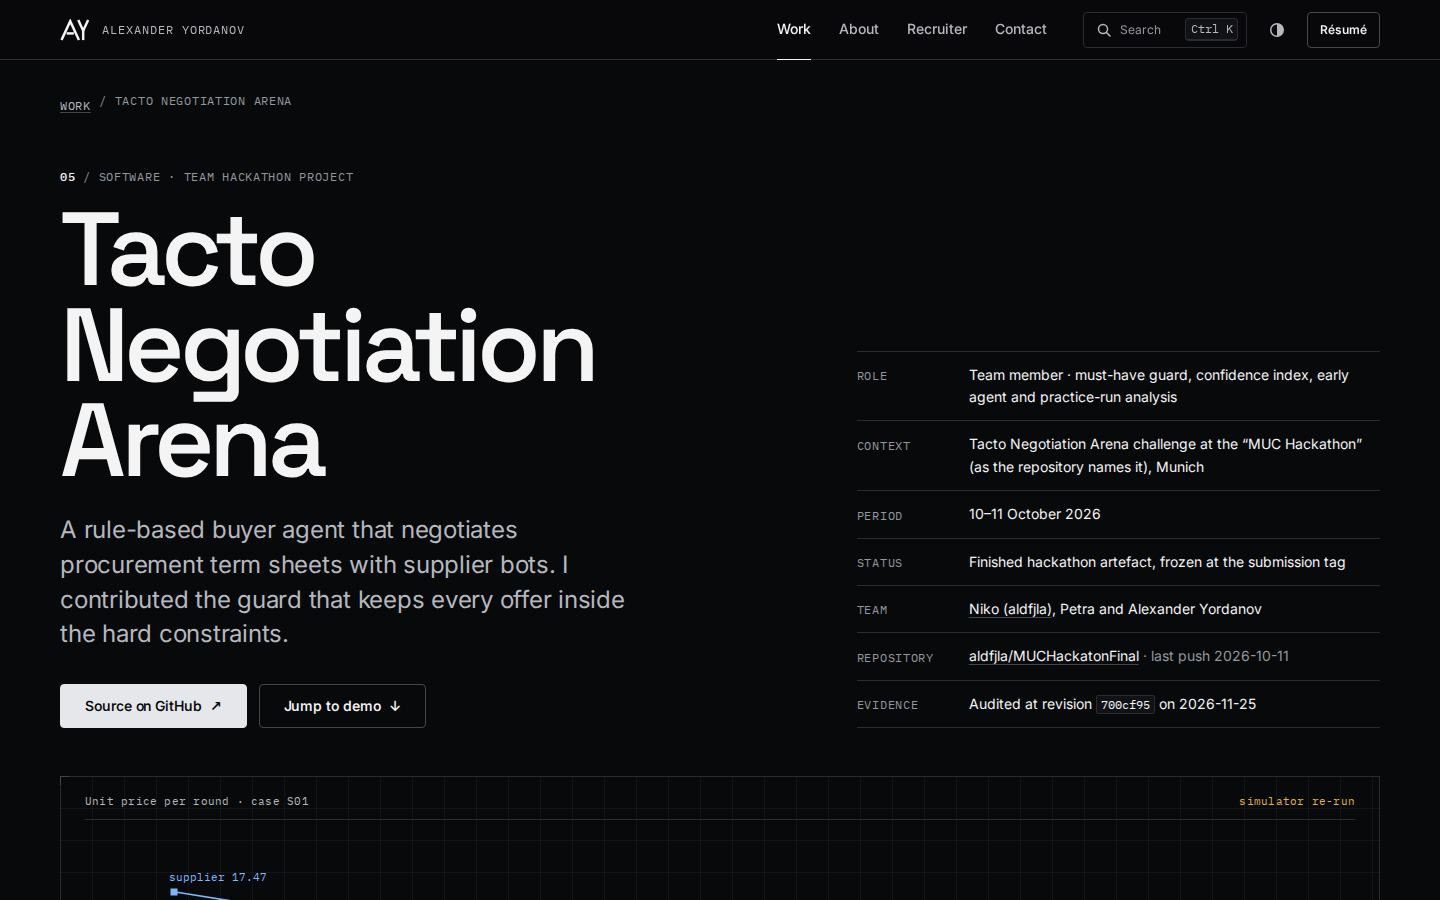 AY ALEXANDER YORDANOV
Work About Recruiter Contact Search Ctrl K Résumé
WORK / TACTO NEGOTIATION ARENA
05 / SOFTWARE · TEAM HACKATHON PROJECT
Tacto
Negotiation
Arena
A rule-based buyer agent that negotiates
procurement term sheets with supplier bots. I
contributed the guard that keeps every offer inside
the hard constraints.
Source on GitHub ↗ Jump to demo ↓
ROLE Team member · must-have guard, confidence index, early
agent and practice-run analysis
CONTEXT Tacto Negotiation Arena challenge at the “MUC Hackathon”
(as the repository names it), Munich
PERIOD 10–11 October 2026
STATUS Finished hackathon artefact, frozen at the submission tag
TEAM Niko (aldfjla), Petra and Alexander Yordanov
REPOSITORY aldfjla/MUCHackatonFinal · last push 2026-10-11
EVIDENCE Audited at revision 700cf95 on 2026-11-25
Unit price per round · case S01 simulator re-run
supplier 17.47